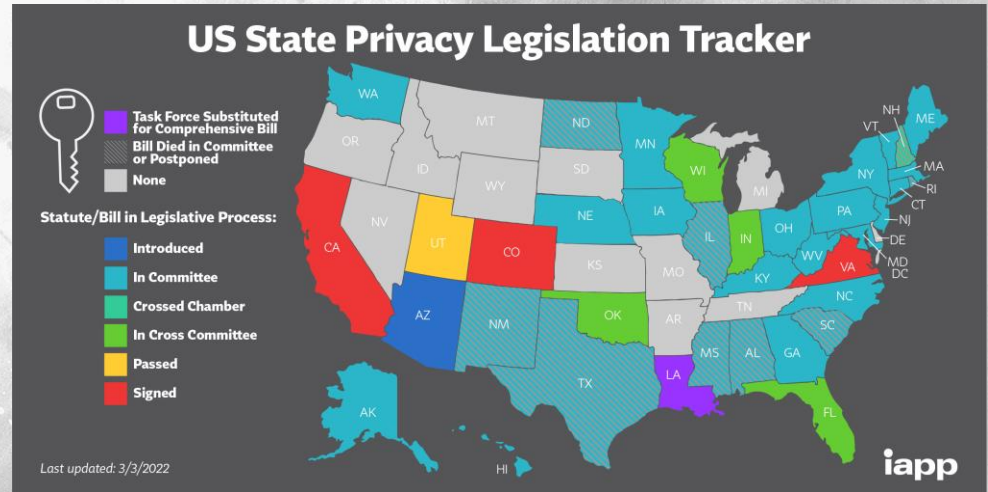 US State Privacy Legislation Tracker
Task Force Substituted
for Comprehensive Bill
Bill Died in Committee
or Postponed
None
Statute/Bill in Legislative Process:
Introduced
In Committee
Crossed Chamber
In Cross Committee
Passed
Signed
WA
OR
CA
NV
ID
MT
WY
UT
AZ
CO
NM
ND
SD
NE
KS
OK
TX
MN
IA
MO
AR
LA
WI
IL
MI
IN
OH
KY
TN
MS
AL
GA
FL
SC
NC
VA
WV
PA
NY
VT
NH
ME
MA
RI
CT
NJ
DE
MD
DC
AK
HI
Last updated: 3/3/2022
iapp